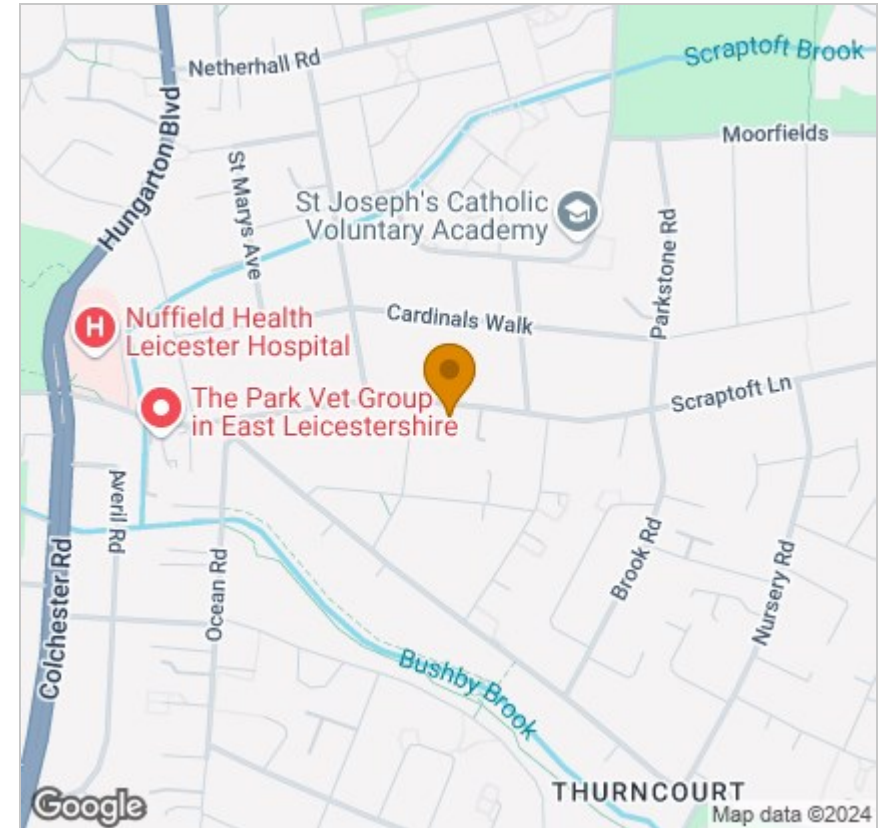 Netherhall Rd
Scraptoft Brook
Hungarton Blvd
St Marys Ave
Moorfields
St Joseph's Catholic
Voluntary Academy
Parkstone Rd
H
Nuffield Health
Leicester Hospital
Cardinals Walk
The Park Vet Group
in East Leicestershire
Scraptoft Ln
Averil Rd
Ocean Rd
Brook Rd
Nursery Rd
Colchester Rd
Bushby Brook
THURNCOURT
Google
Map data ©2024